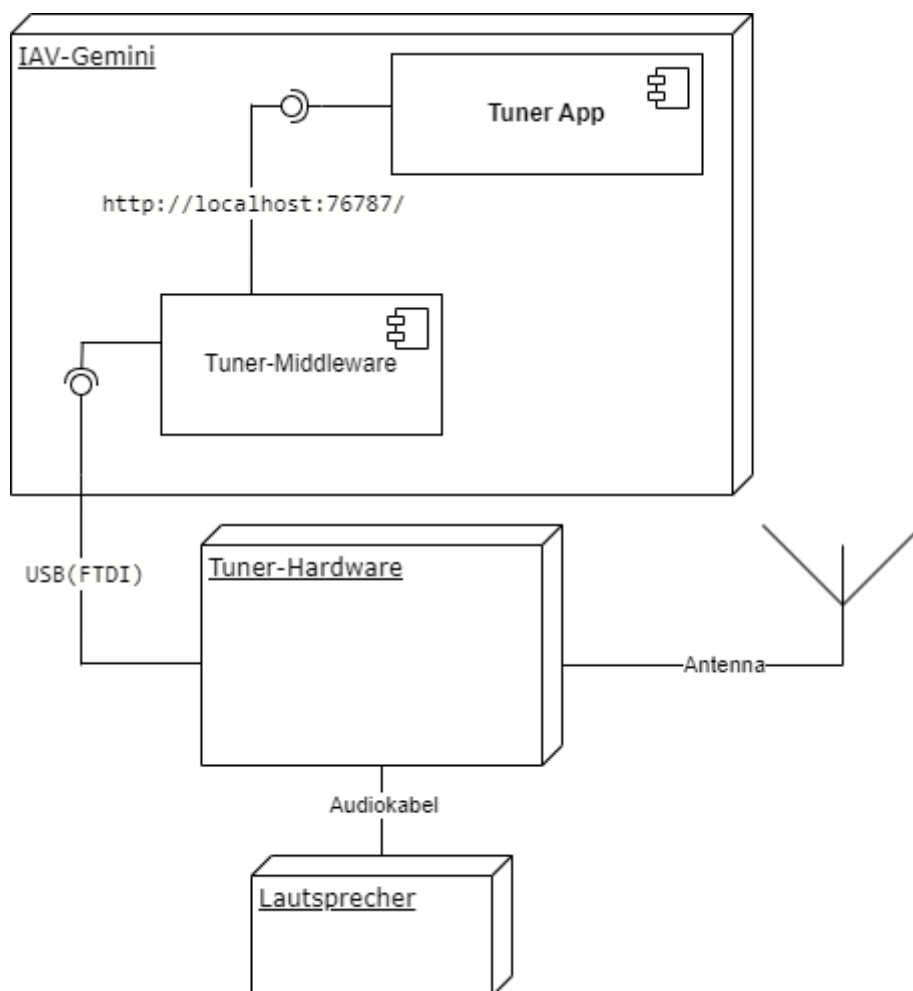 IAV-Gemini
Tuner App
http://localhost:76787/
Tuner-Middleware
USB(FTDI)
Tuner-Hardware
Antenna
Audiokabel
Lautsprecher